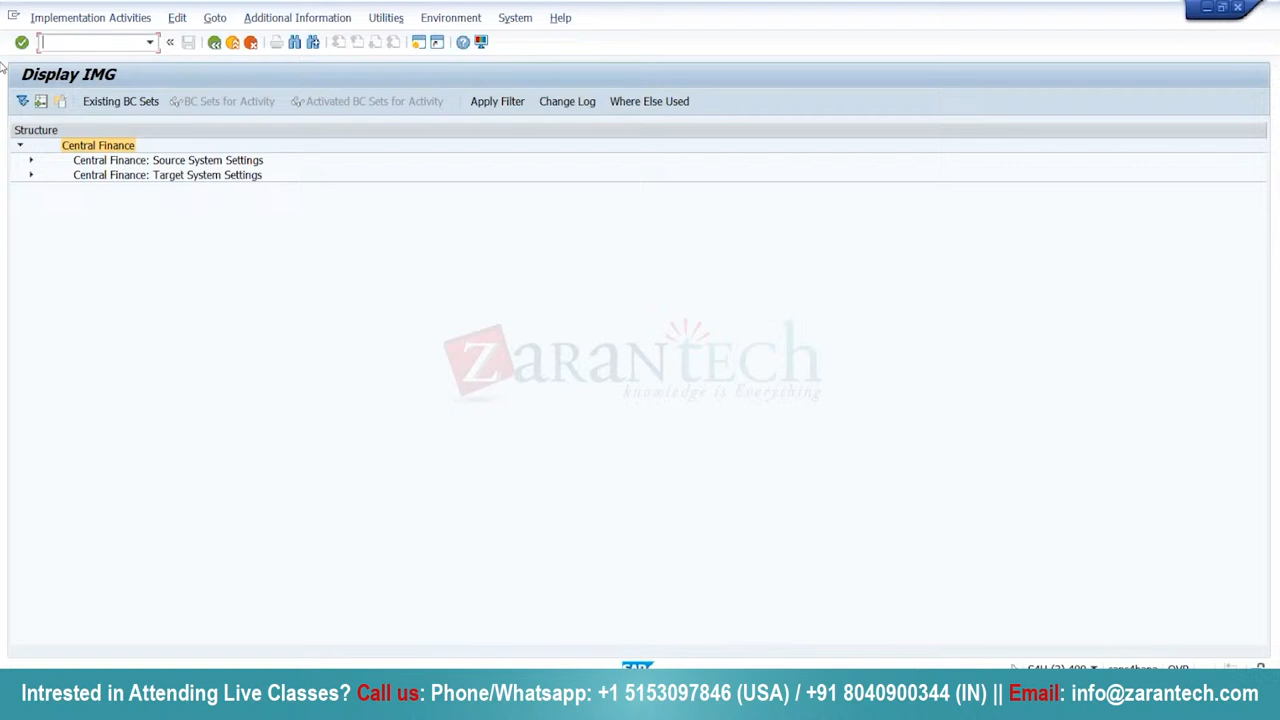 Implementation Activities Edit Goto Additional Information Utilities Environment System Help
Display IMG
Existing BC Sets BC Sets for Activity Activated BC Sets for Activity Apply Filter Change Log Where Else Used
Structure
Central Finance
Central Finance: Source System Settings
Central Finance: Target System Settings
ZARANTECH
knowledge is Everything
SAP
Intrested in Attending Live Classes? Call us: Phone/Whatsapp: +1 5153097846 (USA) / +91 8040900344 (IN) || Email: info@zarantech.com